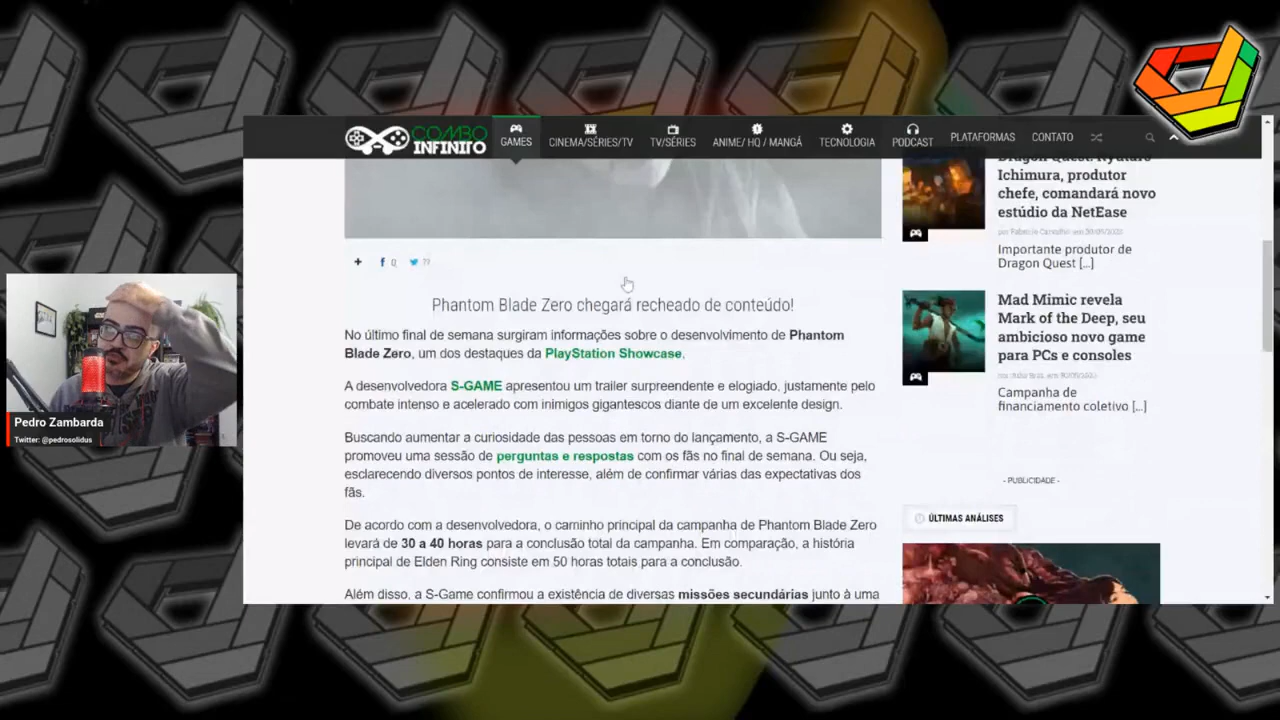 COMBO
INFINITO
GAMES
CINEMA/SÉRIES/TV
TV/SÉRIES
ANIME/ HQ / MANGÁ
TECNOLOGIA
PODCAST
PLATAFORMAS
CONTATO
0
??
Phantom Blade Zero chegará recheado de conteúdo!
No último final de semana surgiram informações sobre o desenvolvimento de Phantom
Blade Zero, um dos destaques da PlayStation Showcase,
A desenvolvedora S-GAME apresentou um trailer surpreendente e elogiado, justamente pelo
combate intenso e acelerado com inimigos gigantescos diante de um excelente design.
Buscando aumentar a curiosidade das pessoas em torno do lançamento, a S-GAME
promoveu uma sessão de perguntas e respostas com os fãs no final de semana. Ou seja,
esclarecendo diversos pontos de interesse, além de confirmar várias das expectativas dos
fãs.
De acordo com a desenvolvedora, o caminho principal da campanha de Phantom Blade Zero
levará de 30 a 40 horas para a conclusão total da campanha. Em comparação, a história
principal de Elden Ring consiste em 50 horas totais para a conclusão.
Além disso, a S-Game confirmou a existência de diversas missões secundárias junto à uma
Dragon Quest: Ryutaro
Ichimura, produtor
chefe, comandará novo
estúdio da NetEase
Importante produtor de
Dragon Quest [...]
Mad Mimic revela
Mark of the Deep, seu
ambicioso novo game
para PCs e consoles
Campanha de
financiamento coletivo [...]
- PUBLICIDADE -
ÚLTIMAS ANÁLISES
Pedro Zambarda
Twitter: @pedrosolidus